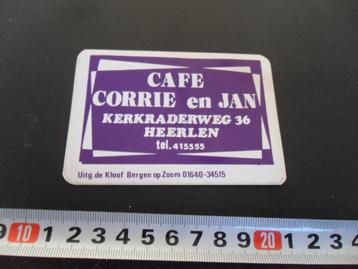 CAFE
CORRIE en JAN
KERKRADERWEG 36
HEERLEN
tel. 415555
Uitg. de Kloof Bergen op Zoom 01640-34515
9 10 1 2 3 4 5 6 7 8 9 20 1 2 3 4